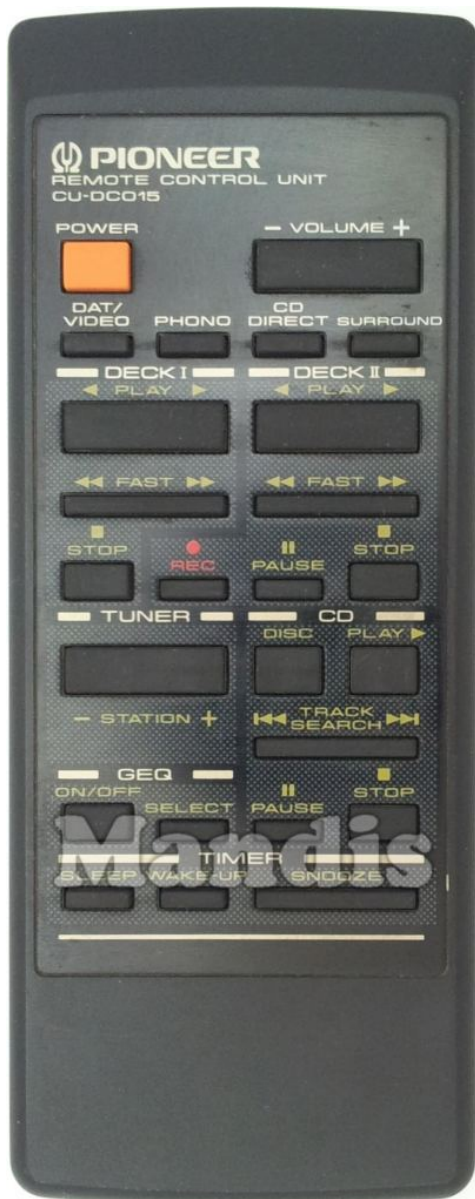 PIONEER
REMOTE CONTROL UNIT
CU-DC015
POWER
- VOLUME +
DAT/
VIDEO
PHONO
CD
DIRECT
SURROUND
DECK I
DECK II
◀ PLAY ▶
◀ PLAY ▶
◀◀ FAST ▶▶
◀◀ FAST ▶▶
■
STOP
●
REC
II
PAUSE
■
STOP
TUNER
CD
DISC
PLAY ▶
- STATION +
I◀◀ TRACK
SEARCH ▶▶I
GEQ
ON/OFF
SELECT
II
PAUSE
■
STOP
Mandis
TIMER
SLEEP
WAKE-UP
SNOOZE